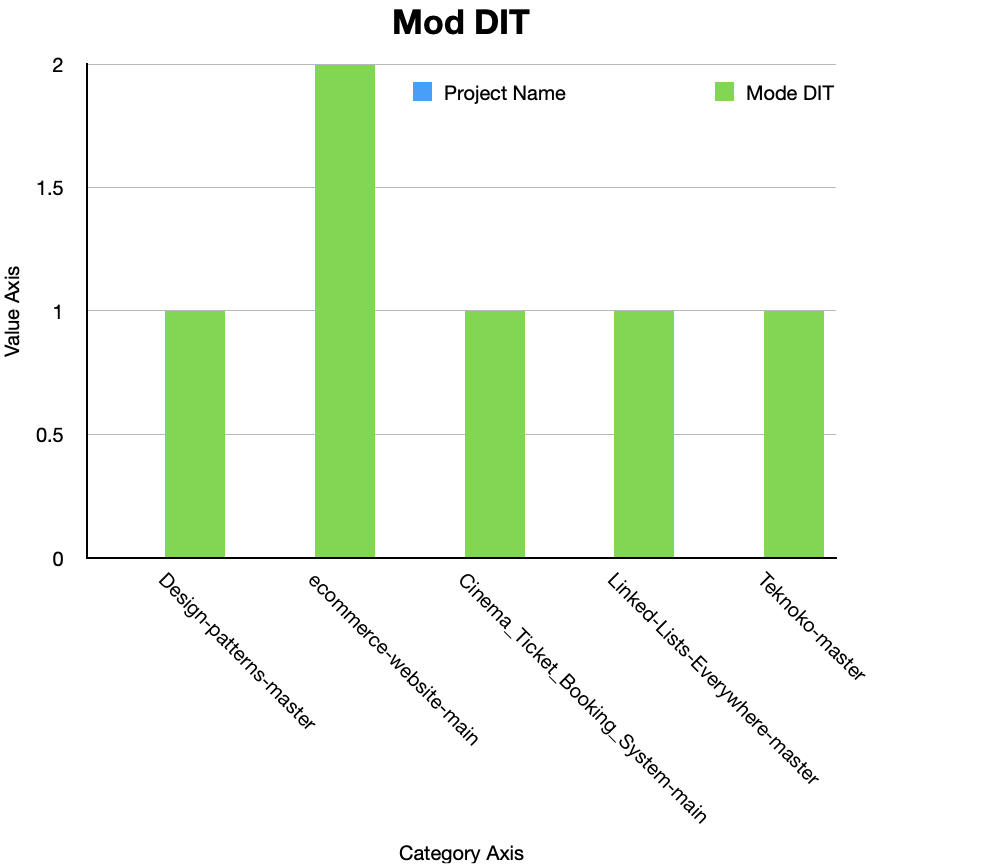 Mod DIT
Project Name
Mode DIT
2
1.5
1
0.5
0
Value Axis
Design-patterns-master
ecommerce-website-main
Cinema_Ticket_Booking_System-main
Linked-Lists-Everywhere-master
Teknoko-master
Category Axis